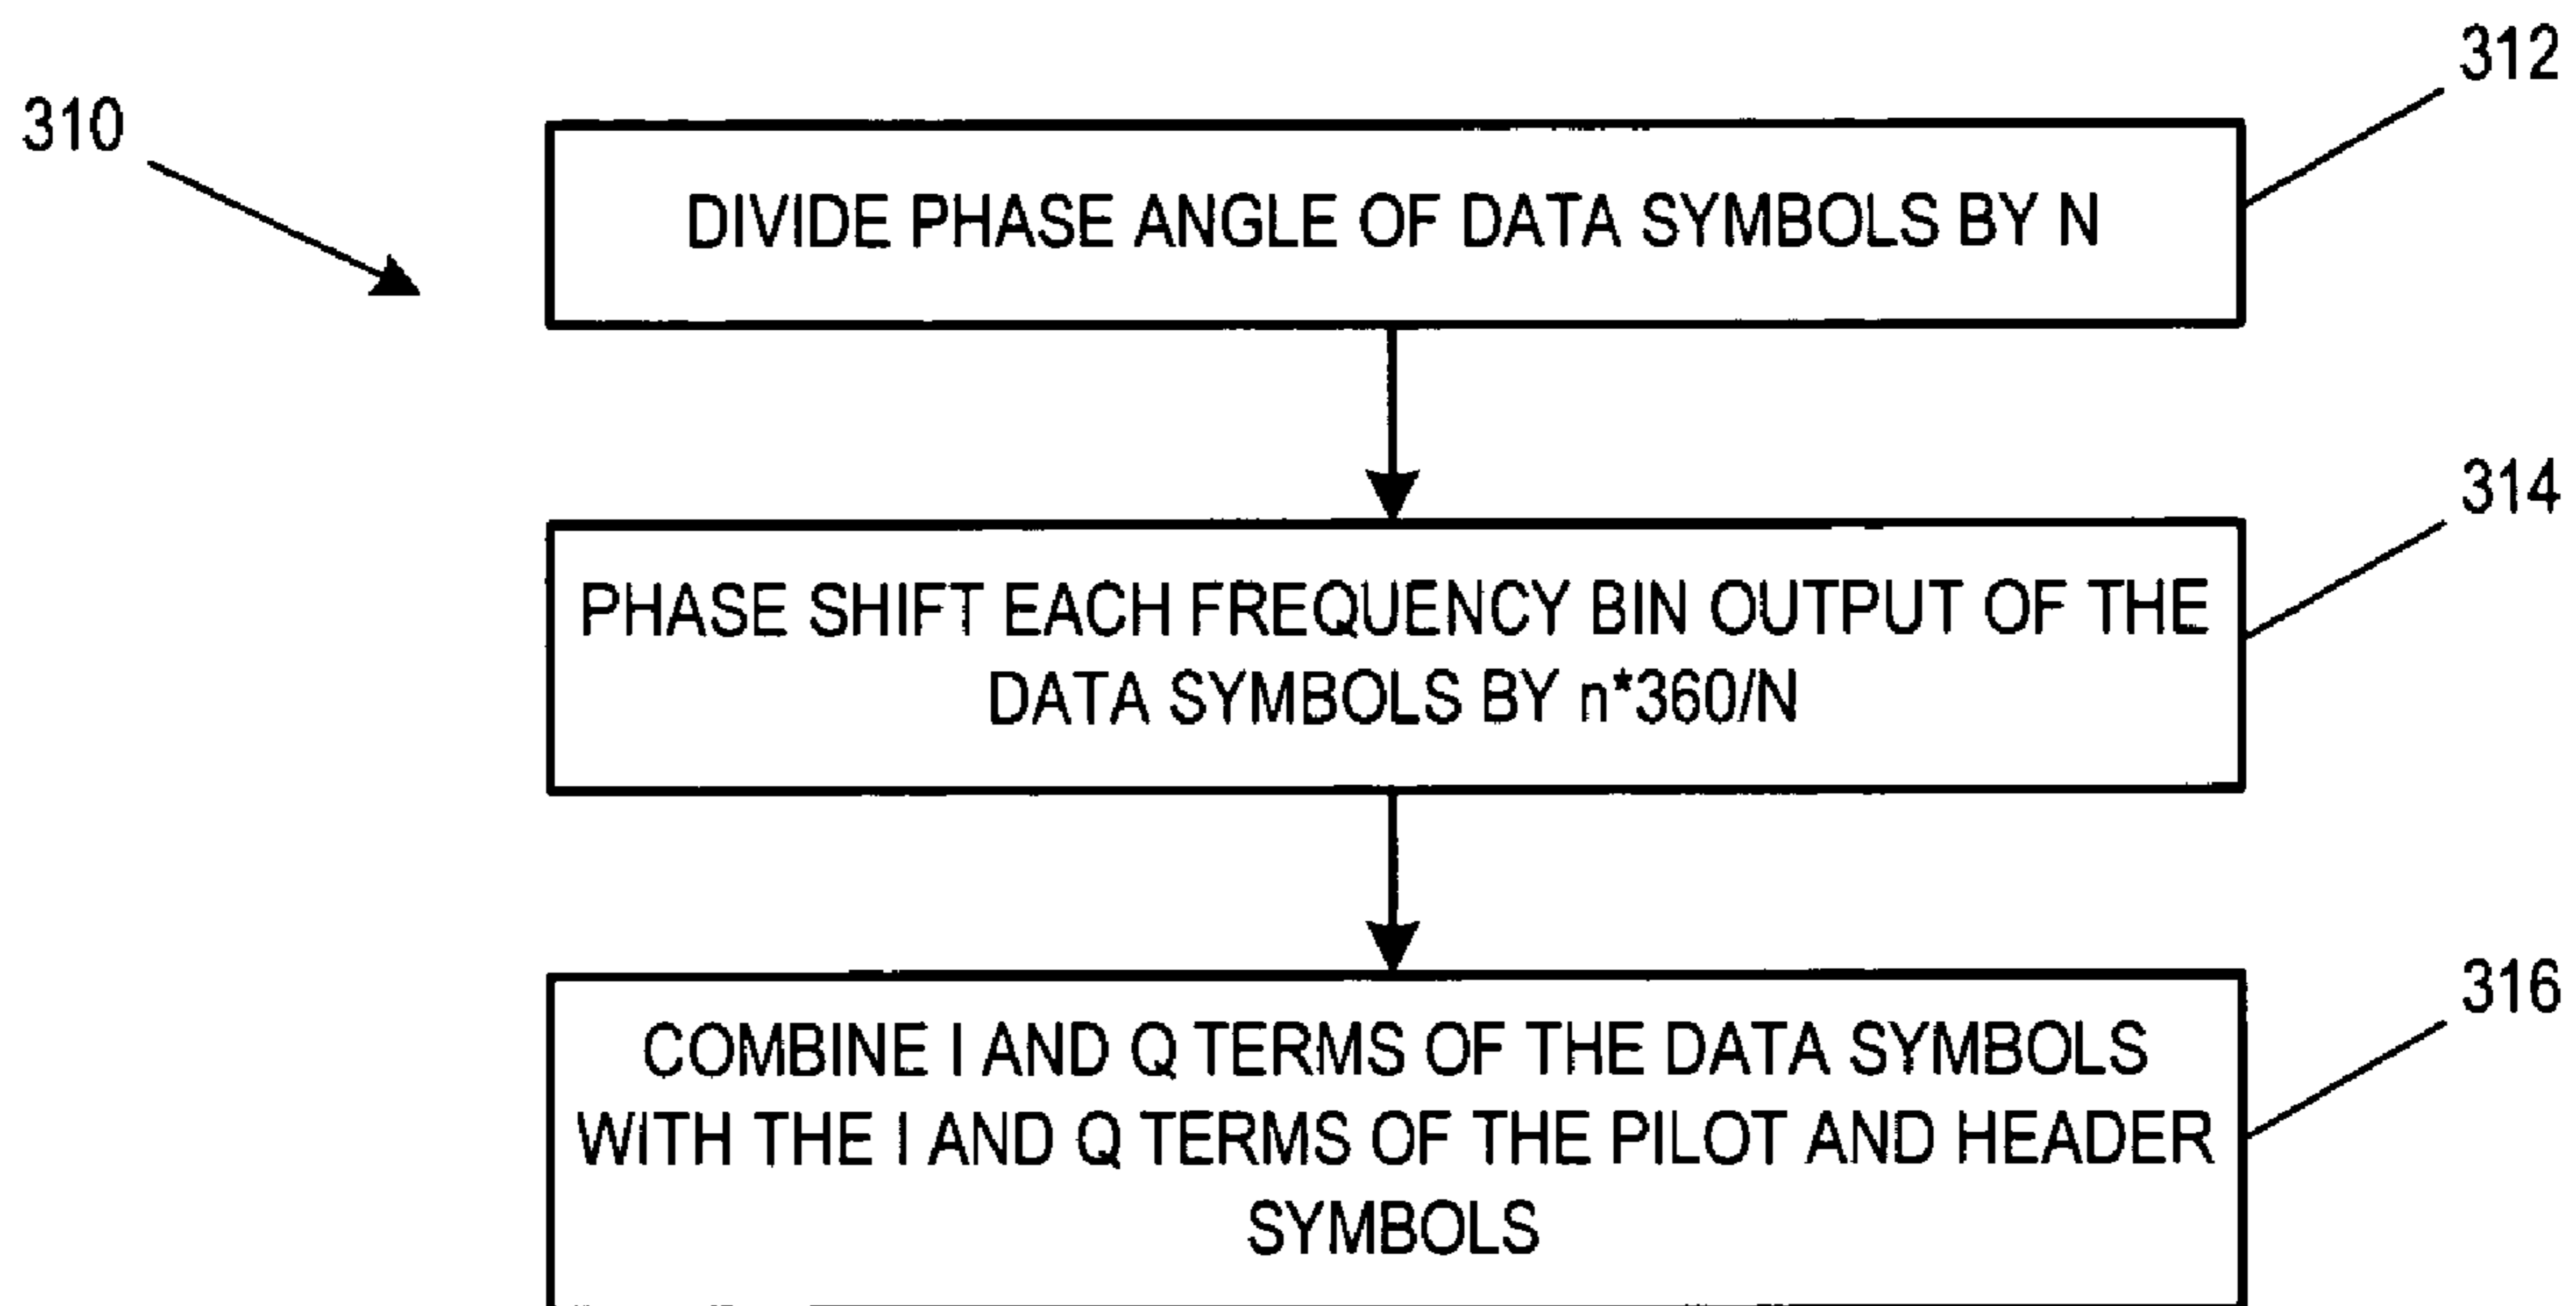 310
312
DIVIDE PHASE ANGLE OF DATA SYMBOLS BY N
314
PHASE SHIFT EACH FREQUENCY BIN OUTPUT OF THE
DATA SYMBOLS BY n*360/N
316
COMBINE I AND Q TERMS OF THE DATA SYMBOLS
WITH THE I AND Q TERMS OF THE PILOT AND HEADER
SYMBOLS